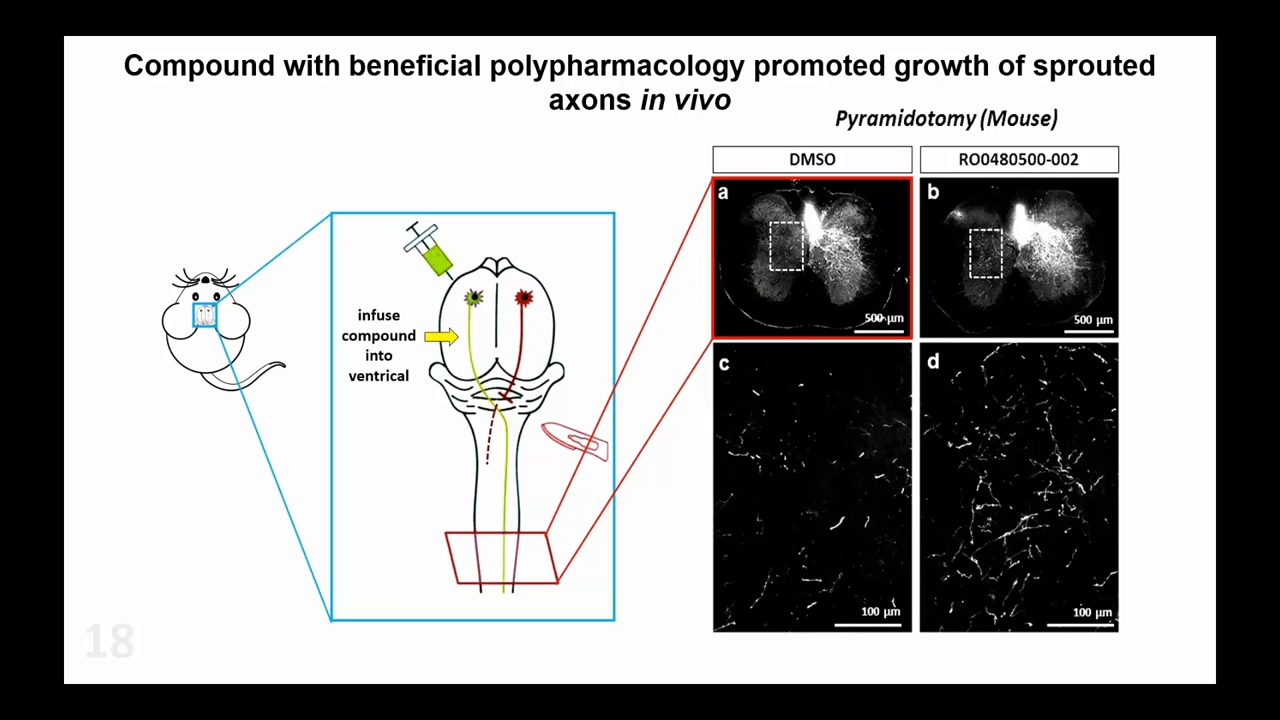 Compound with beneficial polypharmacology promoted growth of sprouted
axons in vivo
Pyramidotomy (Mouse)
DMSO
RO0480500-002
a
b
500 µm
500 µm
infuse
compound
into
ventrical
c
d
100 µm
100 µm
18